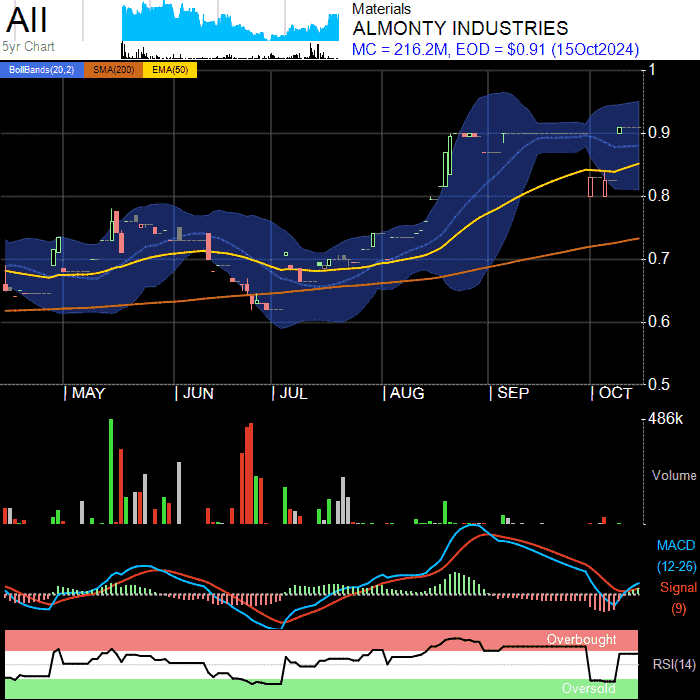 AII
5yr Chart
Materials
ALMONTY INDUSTRIES
MC = 216.2M, EOD = $0.91 (15Oct2024)
BollBands(20,2) SMA(200) EMA(50)
1
0.9
0.8
0.7
0.6
0.5
| MAY | JUN | JUL | AUG | SEP | OCT
486k
Volume
MACD
(12-26)
Signal
(9)
Overbought
RSI(14)
Oversold